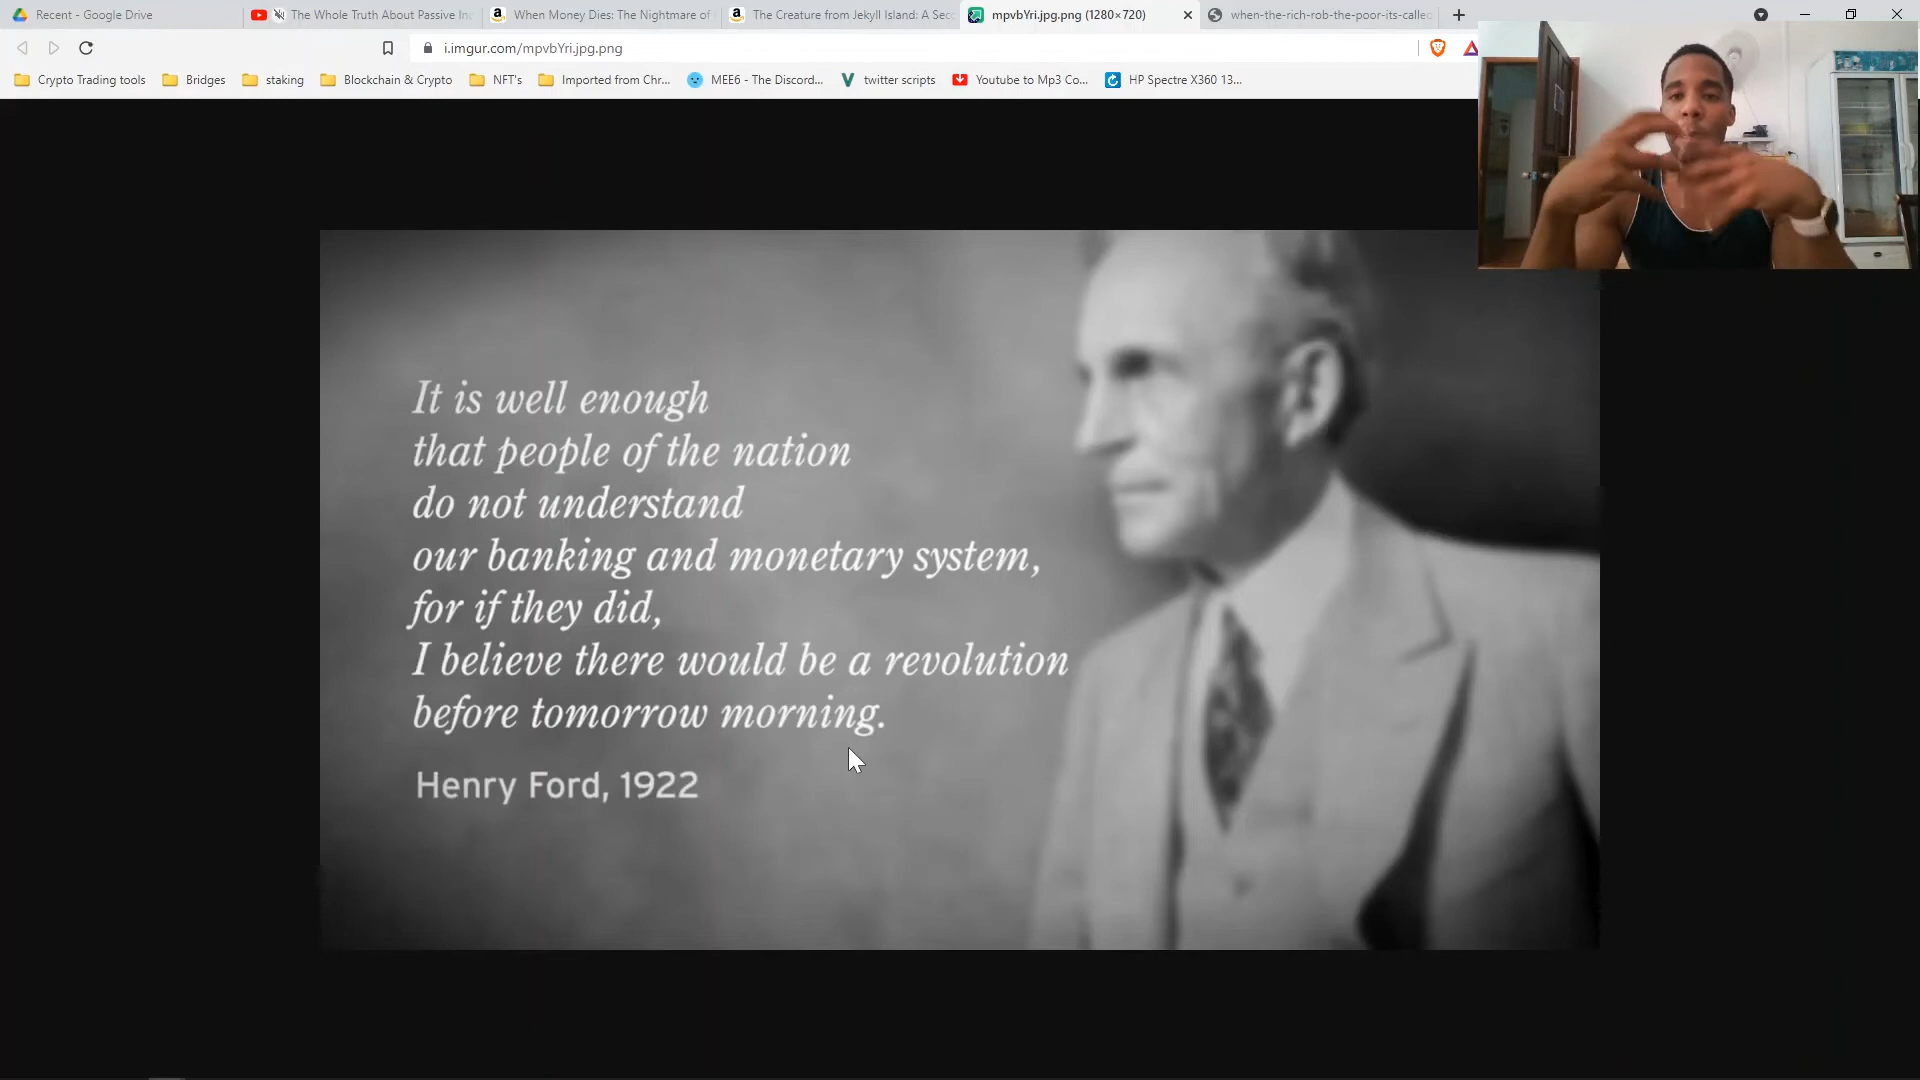 Recent - Google Drive
The Whole Truth About Passive In
When Money Dies: The Nightmare of
The Creature from Jekyll Island: A Sec
mpvbYri.jpg.png (1280×720)
when-the-rich-rob-the-poor-its-called
i.imgur.com/mpvbYri.jpg.png
Crypto Trading tools
Bridges
staking
Blockchain & Crypto
NFT's
Imported from Chr...
MEE6 - The Discord...
twitter scripts
Youtube to Mp3 Co...
HP Spectre X360 13...
It is well enough
that people of the nation
do not understand
our banking and monetary system,
for if they did,
I believe there would be a revolution
before tomorrow morning.
Henry Ford, 1922